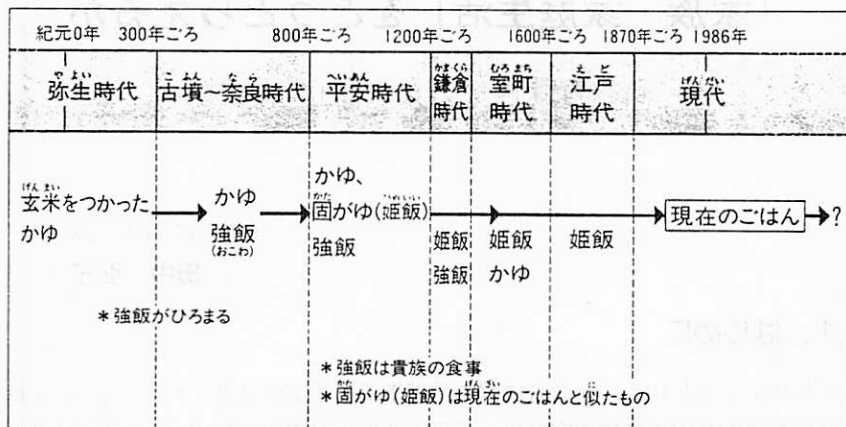 紀元0年 300年ごろ 800年ごろ 1200年ごろ 1600年ごろ 1870年ごろ 1986年
弥生時代 古墳～奈良時代 平安時代 鎌倉時代 室町時代 江戸時代 現代
玄米をつかったかゆ
かゆ
強飯
(おこわ)
かゆ、
固がゆ(姫飯)
強飯
姫飯
強飯
姫飯
かゆ
姫飯
現在のごはん
?
＊強飯がひろまる
＊強飯は貴族の食事
＊固がゆ(姫飯)は現在のごはんと似たもの